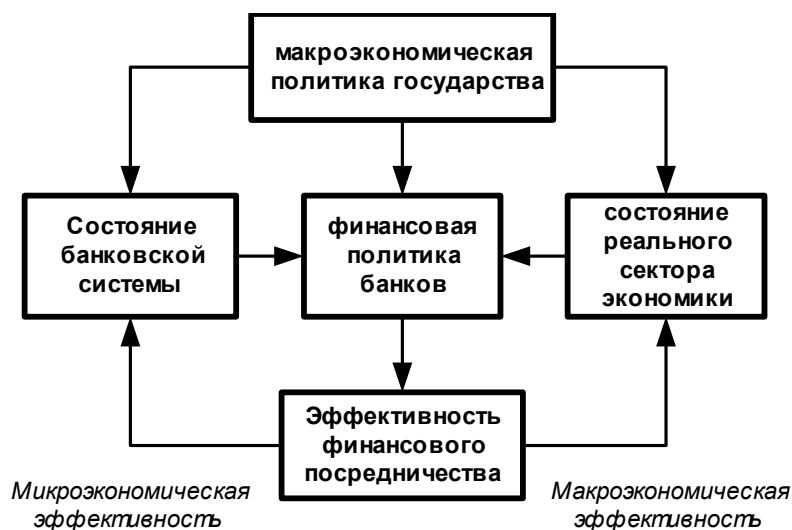 макроэкономическая
политика государства
Состояние
банковской
системы
финансовая
политика
банков
состояние
реального
сектора
экономики
Эффективность
финансового
посредничества
Микроэкономическая
эффективность
Макроэкономическая
эффективность